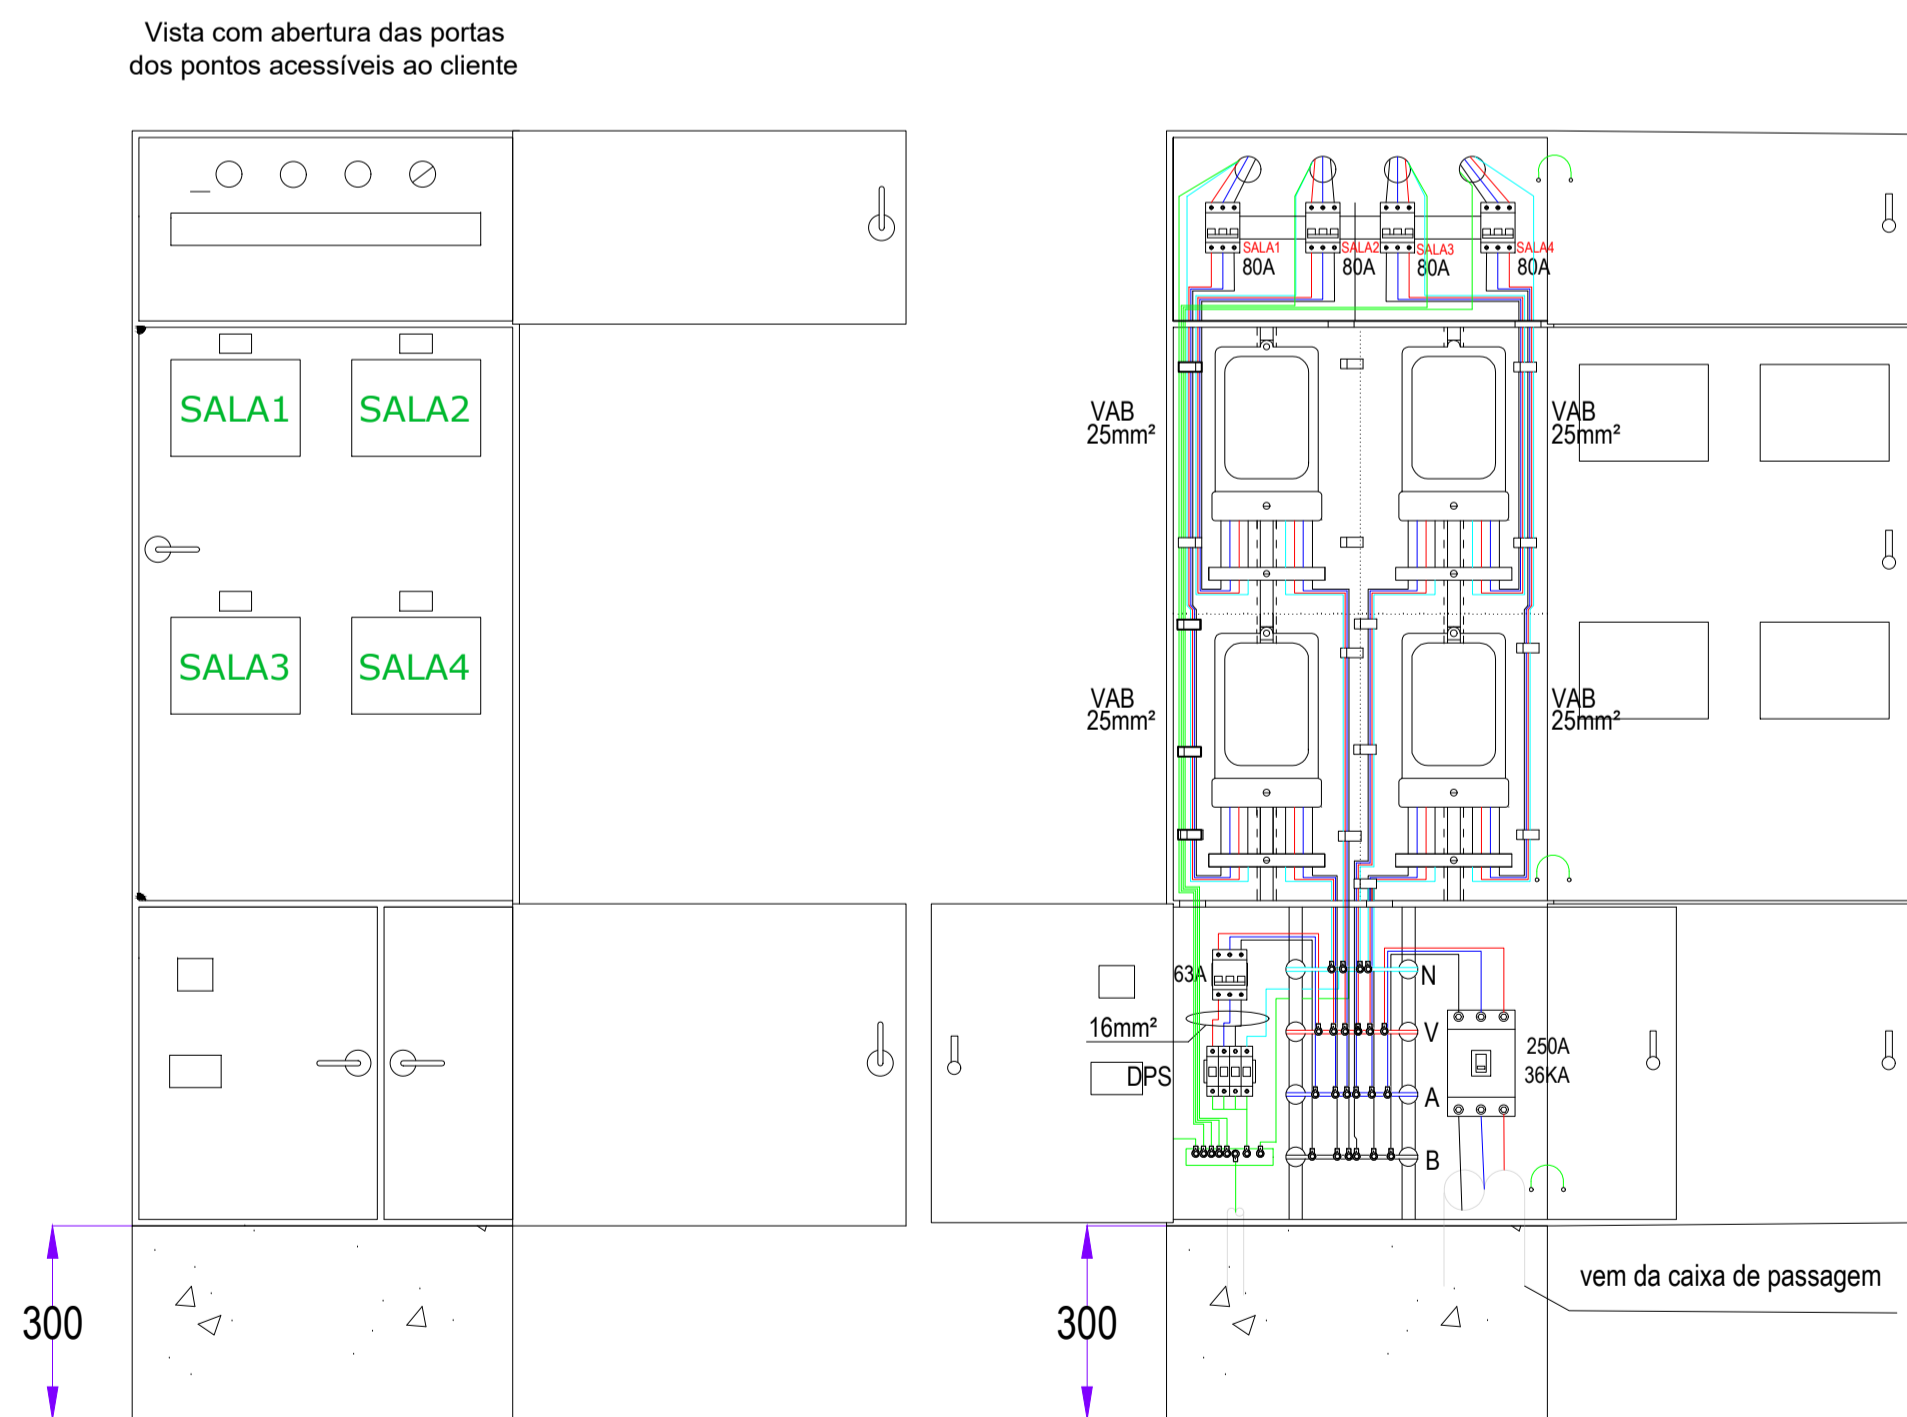 Vista com abertura das portas
dos pontos acessíveis ao cliente
SALA1
SALA2
SALA3
SALA4
300
SALA1
80A
SALA2
80A
SALA3
80A
SALA4
80A
VAB
25mm²
VAB
25mm²
VAB
25mm²
VAB
25mm²
63A
16mm²
DPS
N
V
A
B
250A
36KA
vem da caixa de passagem
300